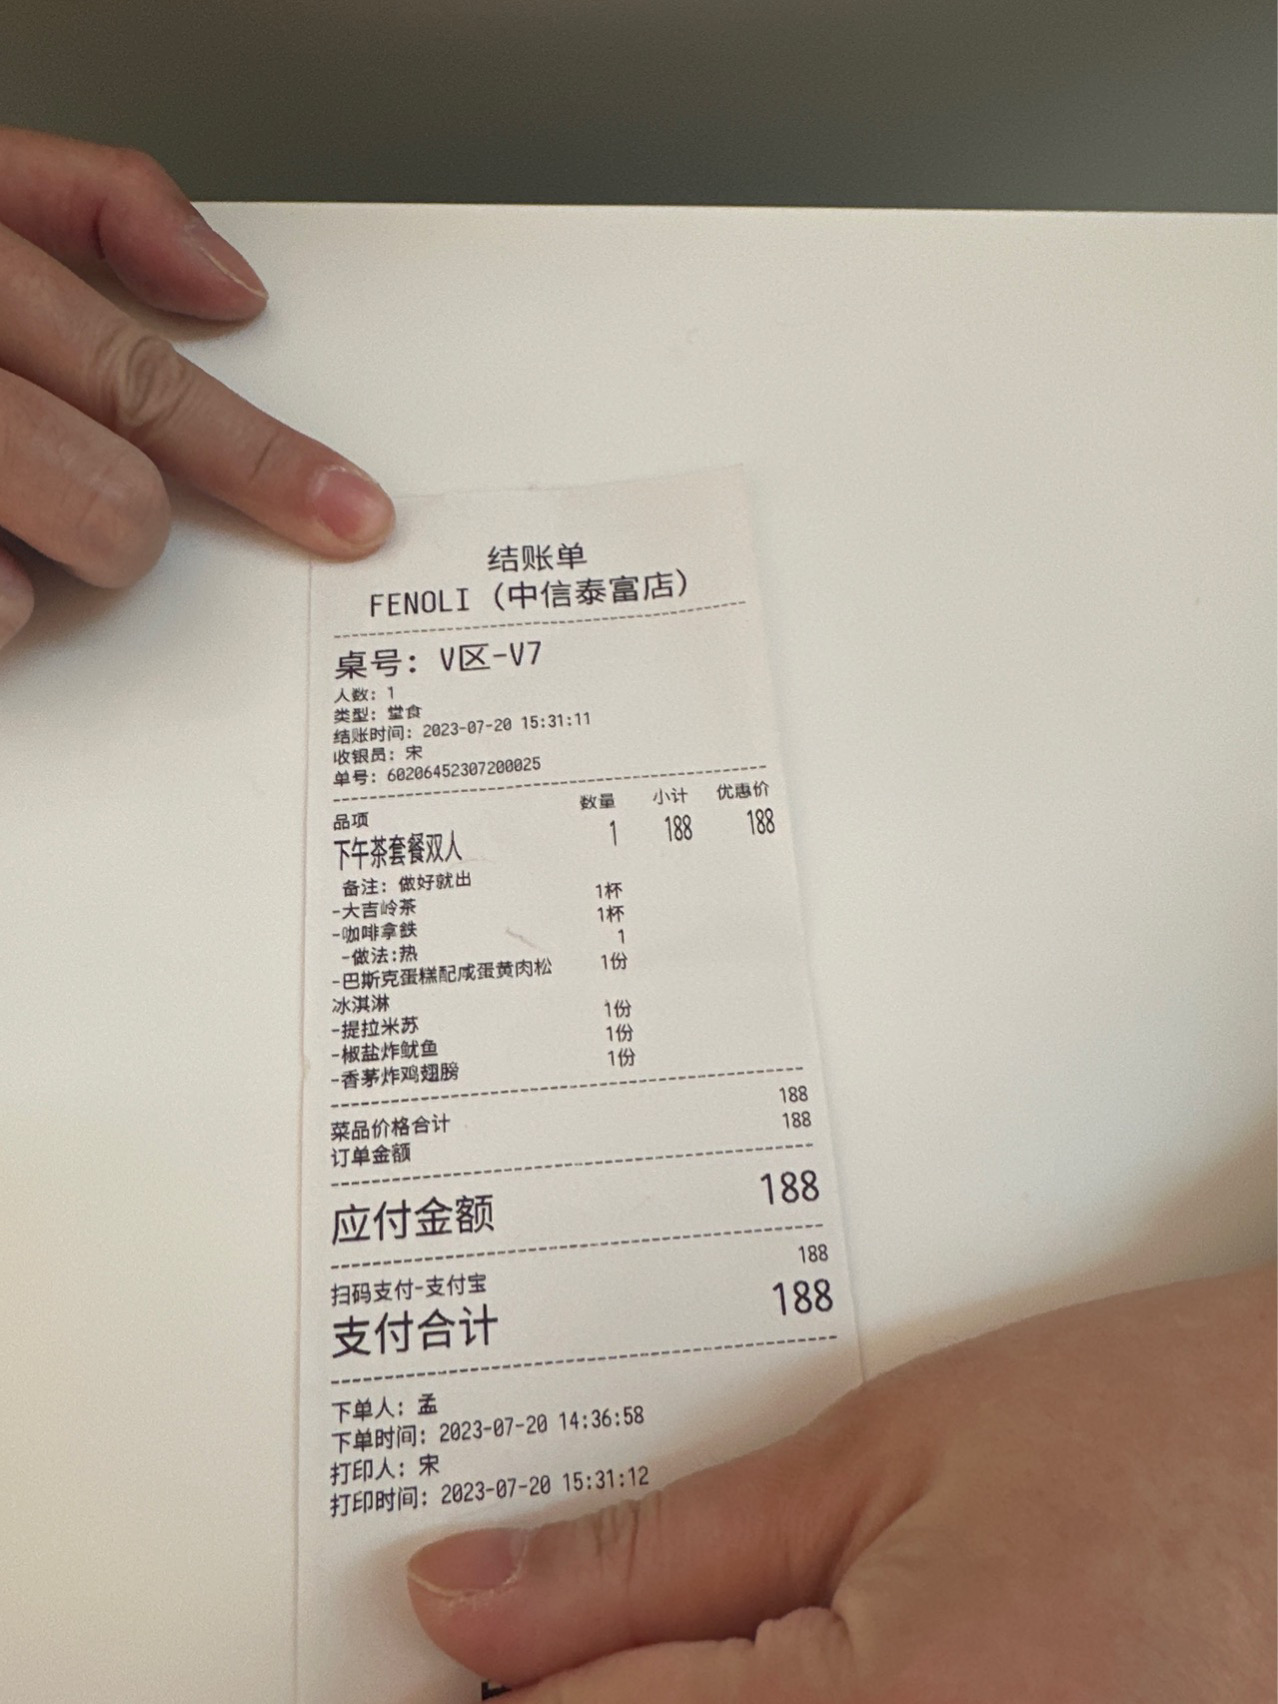 结账单
FENOLI (中信泰富店)
桌号: V区-V7
人数: 1
类型: 堂食
结账时间: 2023-07-20 15:31:11
收银员: 宋
单号: 60206452307200025
品项 数量 小计 优惠价
下午茶套餐双人 1 188 188
备注: 做好就出
-大吉岭茶 1杯
-咖啡拿鉄 1杯
-做法:热 1
-巴斯克蛋糕配咸蛋黄肉松 1份
冰淇淋
-提拉米苏 1份
-椒盐炸鱿鱼 1份
-香茅炸鸡翅膀 1份
菜品价格合计 188
订单金额 188
应付金额 188
扫码支付-支付宝 188
支付合计 188
下单人: 孟
下单时间: 2023-07-20 14:36:58
打印人: 宋
打印时间: 2023-07-20 15:31:12